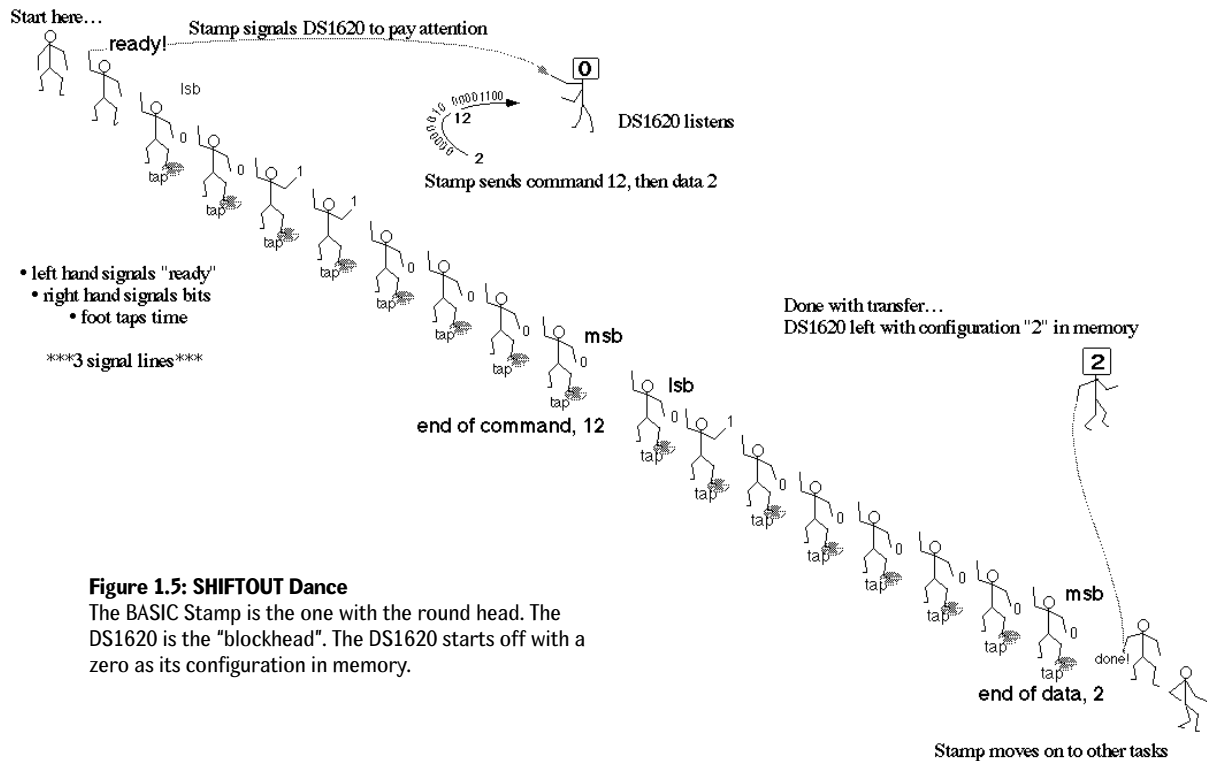 Start here…
ready!
Stamp signals DS1620 to pay attention
0
lsb
00001100
00000010
12
2
DS1620 listens
Stamp sends command 12, then data 2
0
tap
0
tap
1
tap
1
tap
0
tap
0
tap
0
tap
msb
0
tap
end of command, 12
• left hand signals "ready"
• right hand signals bits
• foot taps time
***3 signal lines***
Done with transfer…
DS1620 left with configuration "2" in memory
2
lsb
0
tap
1
tap
0
tap
0
tap
0
tap
0
tap
0
tap
msb
0
tap
end of data, 2
done!
Stamp moves on to other tasks
Figure 1.5: SHIFTOUT Dance
The BASIC Stamp is the one with the round head. The
DS1620 is the "blockhead". The DS1620 starts off with a
zero as its configuration in memory.